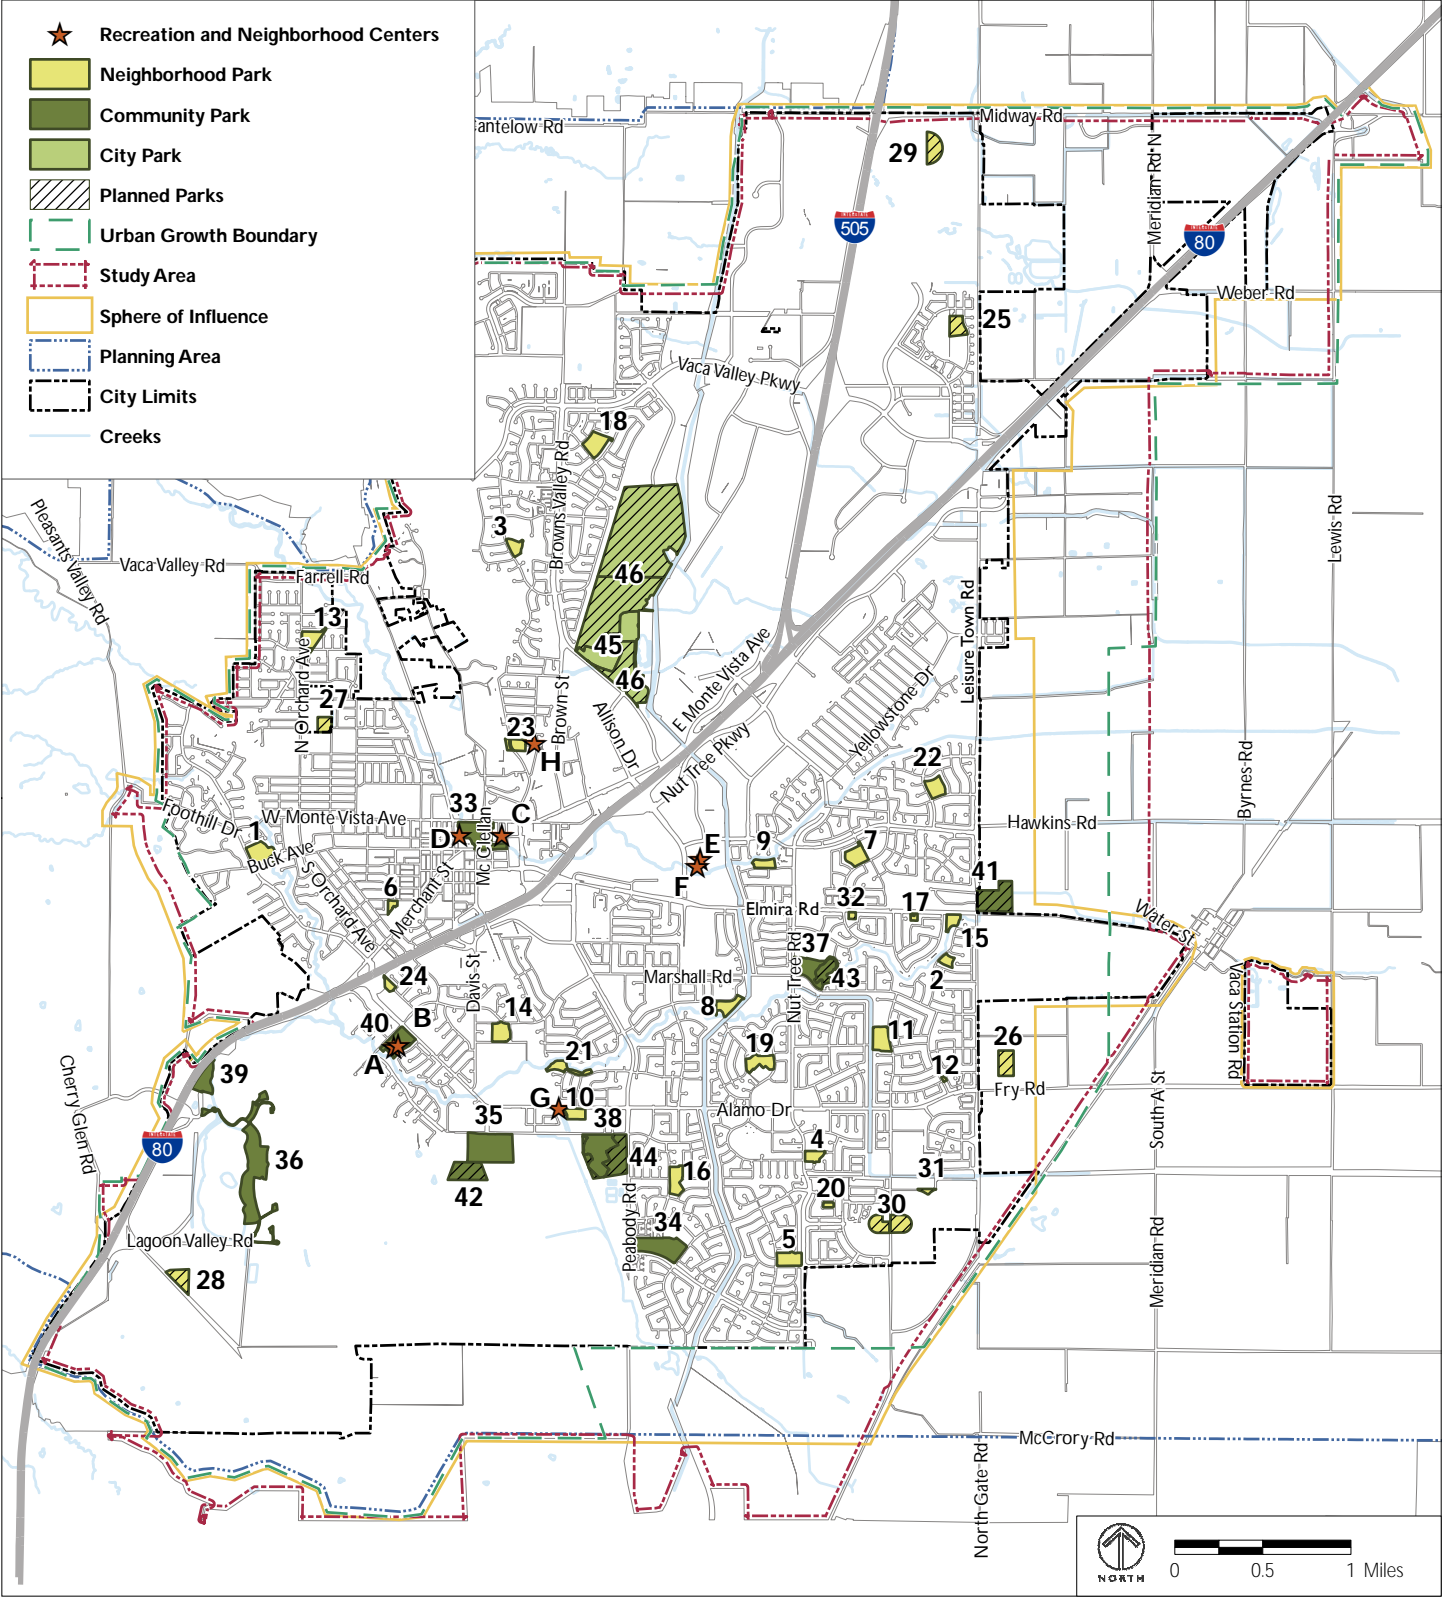 Recreation and Neighborhood Centers
Neighborhood Park
Community Park
City Park
Planned Parks
Urban Growth Boundary
Study Area
Sphere of Influence
Planning Area
City Limits
Creeks
antelow Rd
Midway Rd
29
Meridian Rd N
INTERSTATE
505
INTERSTATE
80
Weber Rd
25
Vaca Valley Pkwy
18
Browns Valley Rd
3
Pleasants Valley Rd
Vaca Valley Rd
Farrell Rd
Lewis Rd
46
13
N Orchard Ave
45
46
Leisure Town Rd
E Monte Vista Ave
Yellowstone Dr
27
23
H
Brown St
Allison Dr
Nut Tree Pkwy
22
Byrnes Rd
Foothill Dr
W Monte Vista Ave
33
D
C
Mc Clellan
Hawkins Rd
1
Buck Ave
S Orchard Ave
E
F
9
7
6
Merchant St
41
Elmira Rd
32
17
Water St
15
37
43
2
Nut Tree Rd
Marshall Rd
24
Davis St
8
14
Vaca Station Rd
40
B
A
11
26
19
21
12
Fry Rd
39
Cherry Glen Rd
G
10
38
Alamo Dr
South A St
35
INTERSTATE
80
36
44
4
16
31
42
20
30
34
Peabody Rd
5
Lagoon Valley Rd
28
Meridian Rd
McCrory Rd
North Gate Rd
NORTH
0 0.5 1 Miles